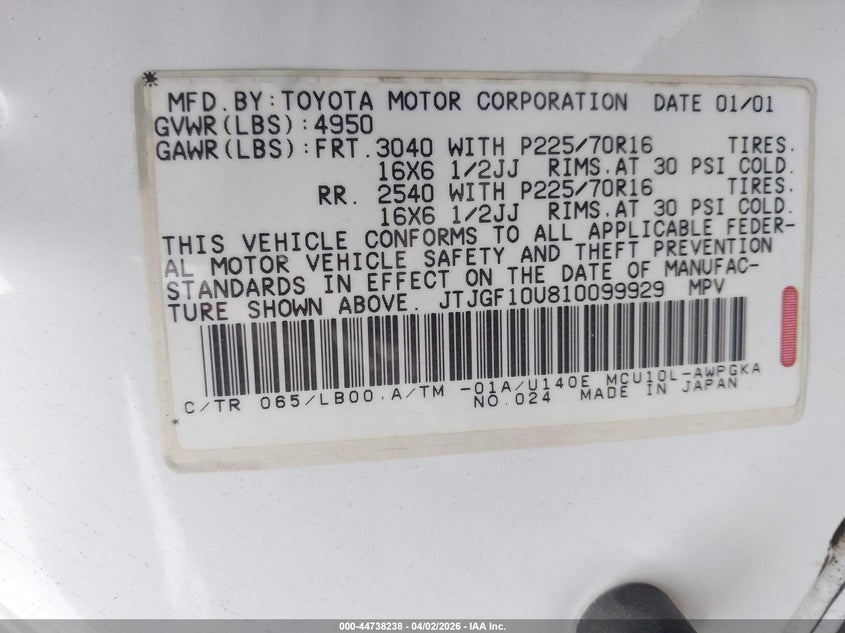 MFD.BY:TOYOTA MOTOR CORPORATION DATE 01/01
GVWR(LBS):4950
GAWR(LBS):FRT.3040 WITH P225/70R16 TIRES.
16X6 1/2JJ RIMS.AT 30 PSI COLD.
RR. 2540 WITH P225/70R16 TIRES.
16X6 1/2JJ RIMS.AT 30 PSI COLD.
THIS VEHICLE CONFORMS TO ALL APPLICABLE FEDER-
AL MOTOR VEHICLE SAFETY AND THEFT PREVENTION
STANDARDS IN EFFECT ON THE DATE OF MANUFAC-
TURE SHOWN ABOVE. JTJGF10U810099929 MPV
C/TR 065/LB00,A/TM -01A/U140E MCU10L-AWPGKA
NO.024 MADE IN JAPAN
000-44738238 - 04/02/2026 - IAA Inc.